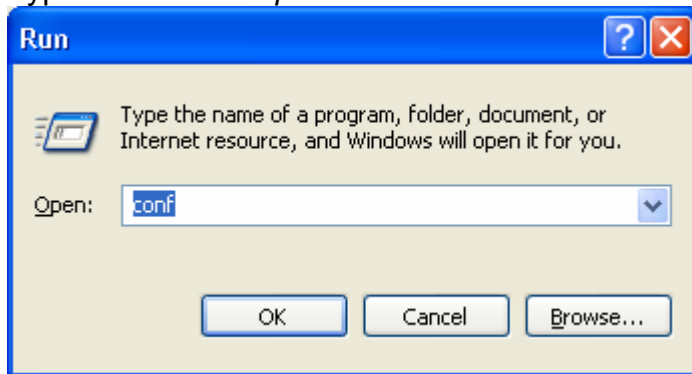 Run
Type the name of a program, folder, document, or
Internet resource, and Windows will open it for you.
Open: conf
OK Cancel Browse...